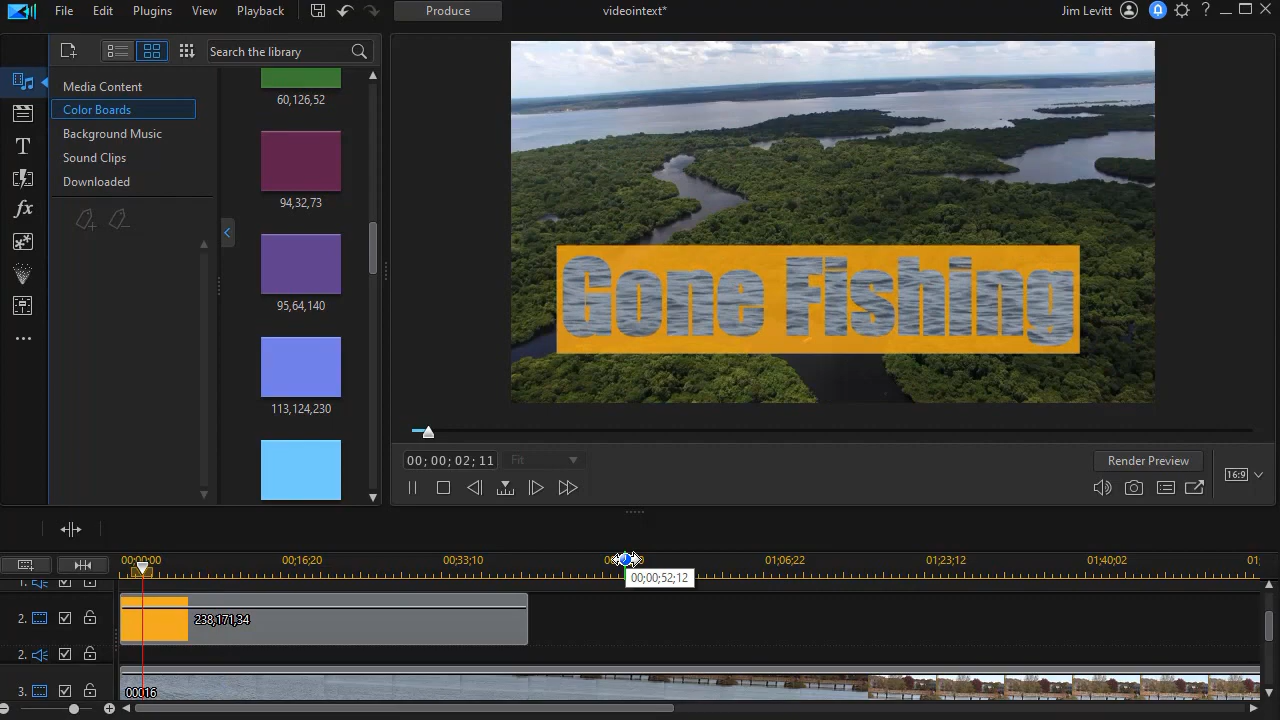 File Edit Plugins View Playback Produce videointext* Jim Levitt ?
Search the library
Media Content
Color Boards
Background Music
Sound Clips
Downloaded
60,126,52
94,32,73
95,64,140
113,124,230
Gone Fishing
00; 00; 02; 11 Fit Render Preview 16:9
00;00;00 00;16;20 00;33;10 01;06;22 01;23;12 01;40;02 01;
00;00;52;12
1.
2. 238,171,34
2.
3. 00016